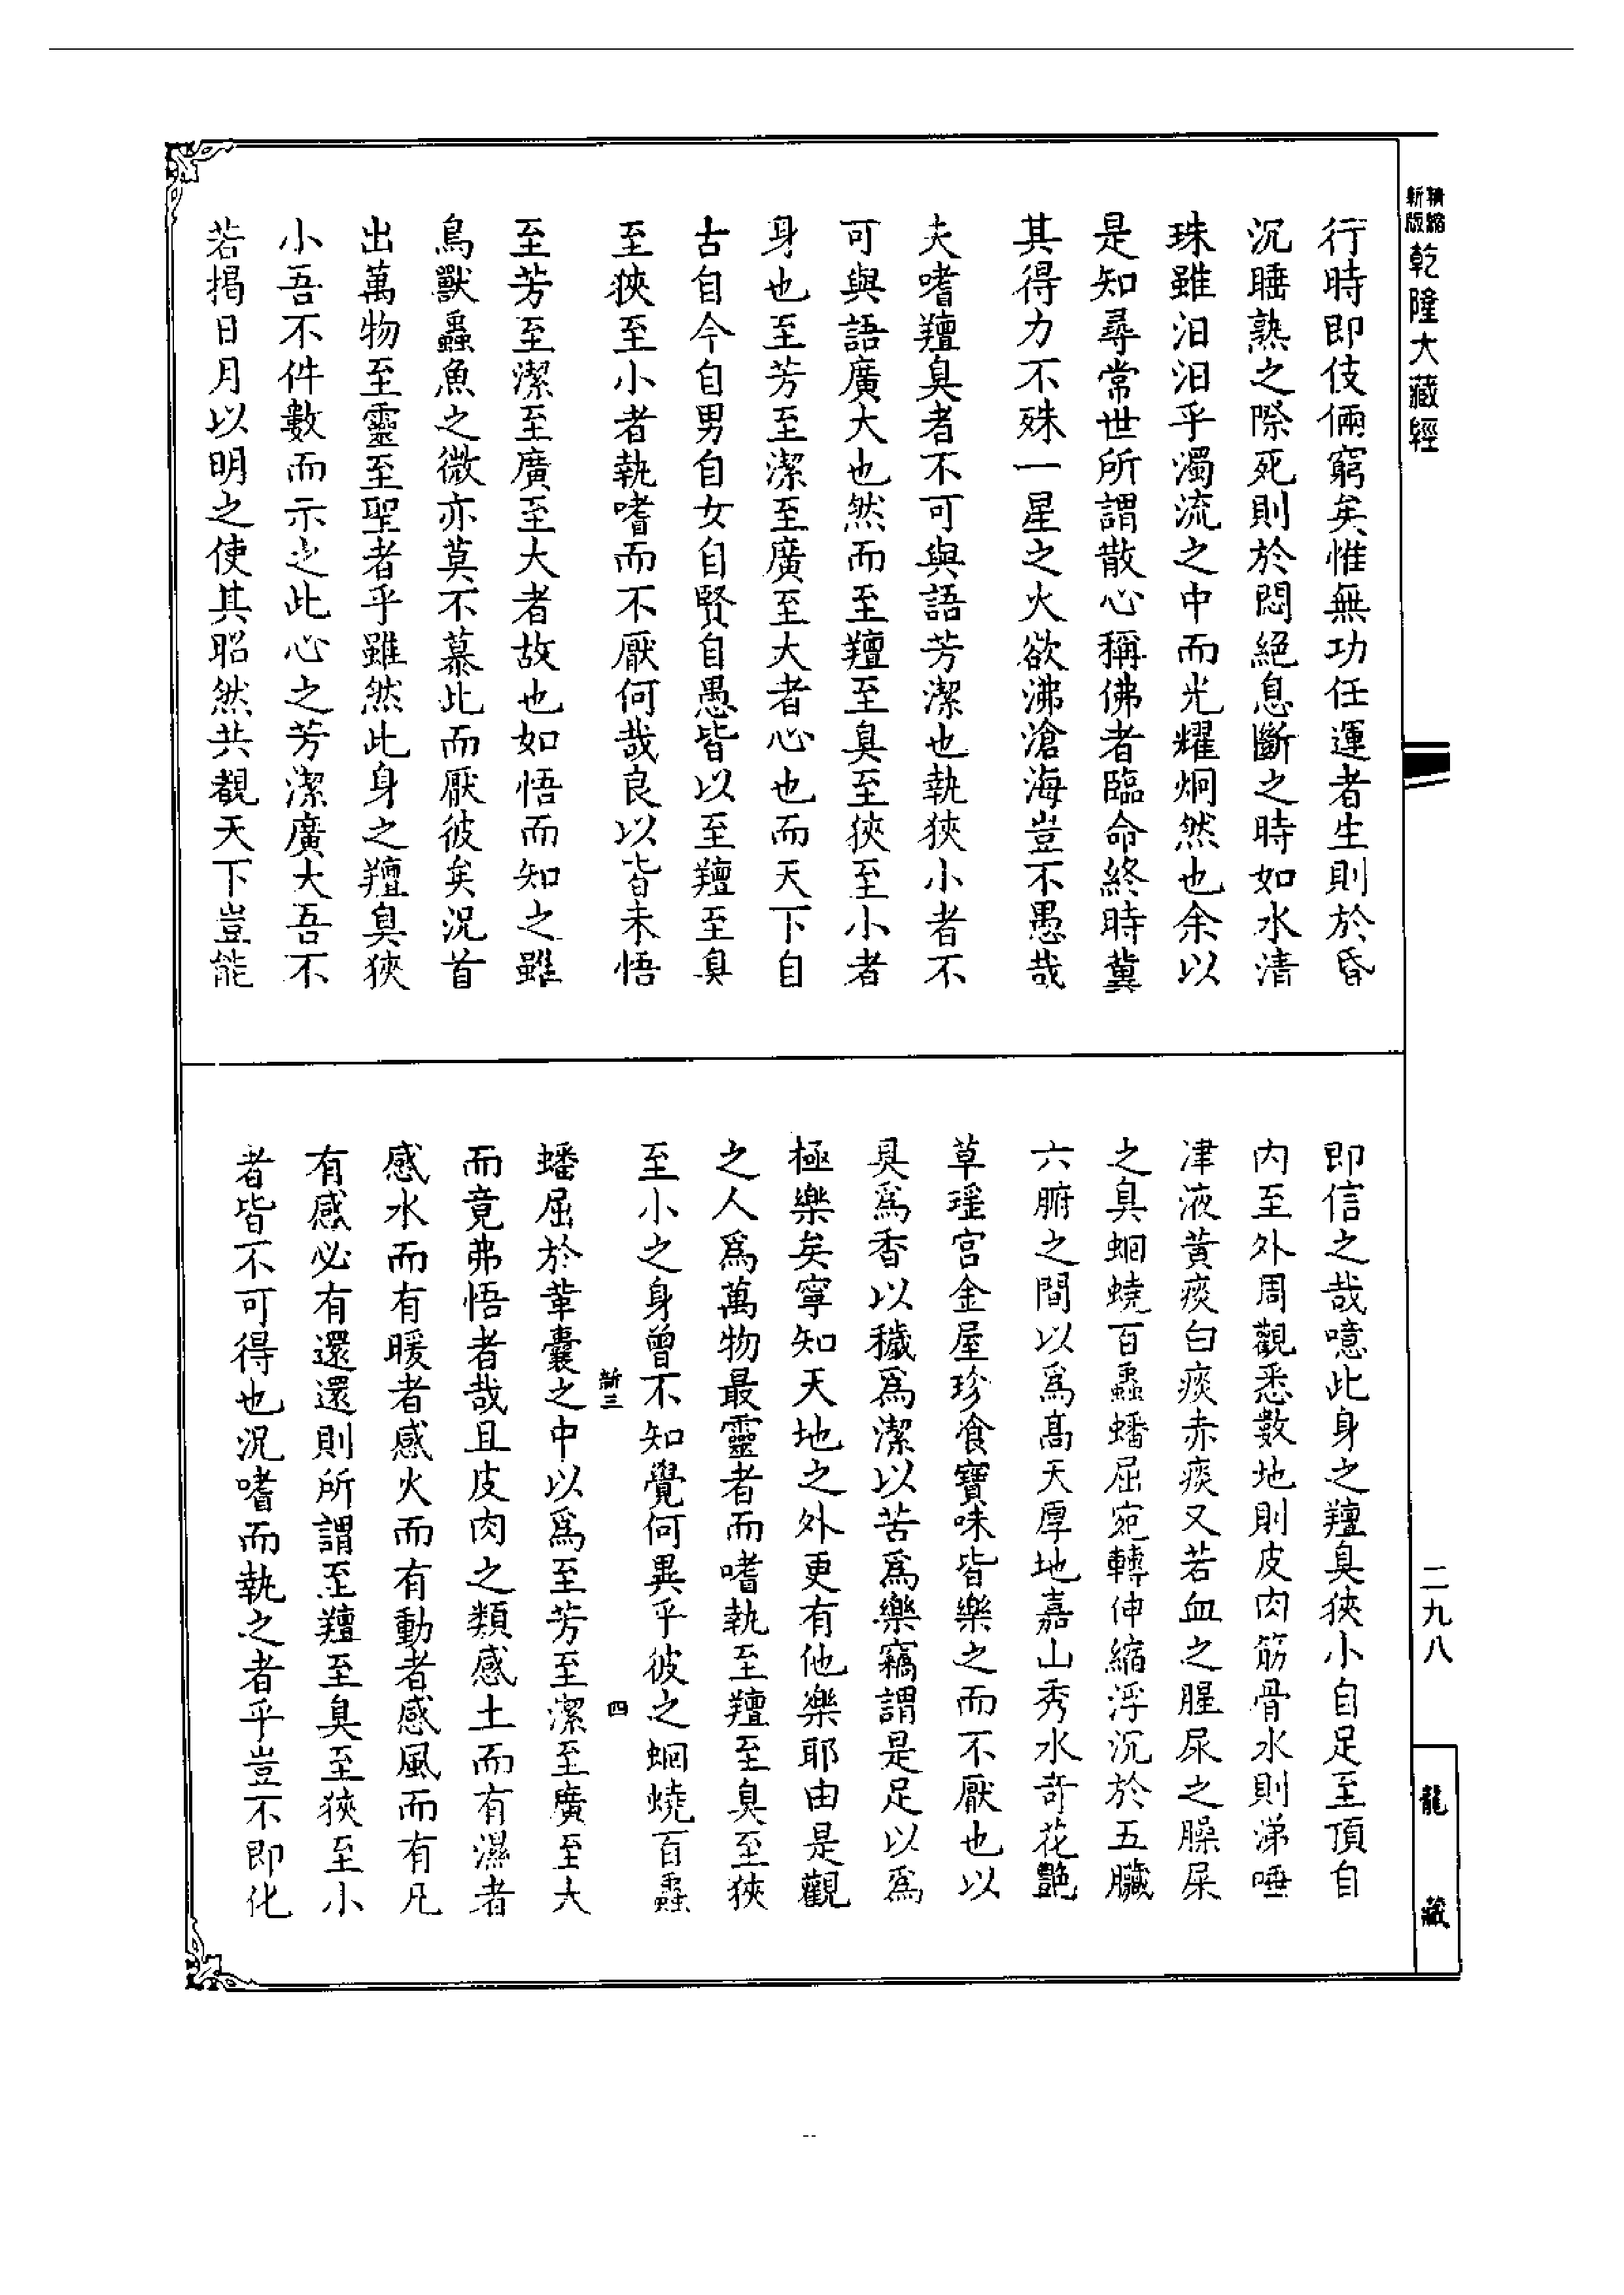 精縮新版乾隆大藏經
行時即伎倆窮矣惟無功任運者生則於昏
沉睡熟之際死則於悶絕息斷之時如水清
珠雖汩汩乎濁流之中而光耀炯然也余以
是知尋常世所謂散心稱佛者臨命終時冀
其得力不殊一星之火欲沸滄海豈不愚哉
夫嗜羶臭者不可與語芳潔也執狹小者不
可與語廣大也然而至羶至臭至狹至小者
身也至芳至潔至廣至大者心也而天下自
古自今自男自女自賢自愚皆以至羶至臭
至狹至小者執嗜而不厭何哉良以皆未悟
至芳至潔至廣至大者故也如悟而知之雖
鳥獸蟲魚之微亦莫不慕此而厭彼矣況首
出萬物至靈至聖者乎雖然此身之羶臭狹
小吾不件數而示之此心之芳潔廣大吾不
若揭日月以明之使其昭然共覩天下豈能
即信之哉噫此身之羶臭狹小自足至頂自
內至外周觀悉數地則皮肉筋骨水則涕唾
津液黃痰白痰赤痰又若血之腥尿之臊屎
之臭蛔蟯百蟲蟠屈宛轉伸縮浮沉於五臟
六腑之間以爲高天厚地嘉山秀水奇花艷
草瑶宮金屋珍食寶味皆樂之而不厭也以
臭爲香以穢爲潔以苦爲樂竊謂是足以爲
極樂矣寧知天地之外更有他樂耶由是觀
之人爲萬物最靈者而嗜執至羶至臭至狹
至小之身曾不知覺何異乎彼之蛔蟯百蟲
新三 四
蟠屈於革囊之中以爲至芳至潔至廣至大
而竟弗悟者哉且皮肉之類感土而有濕者
感水而有暖者感火而有動者感風而有凡
有感必有還還則所謂至羶至臭至狹至小
者皆不可得也況嗜而執之者乎豈不即化
二九八
龍藏